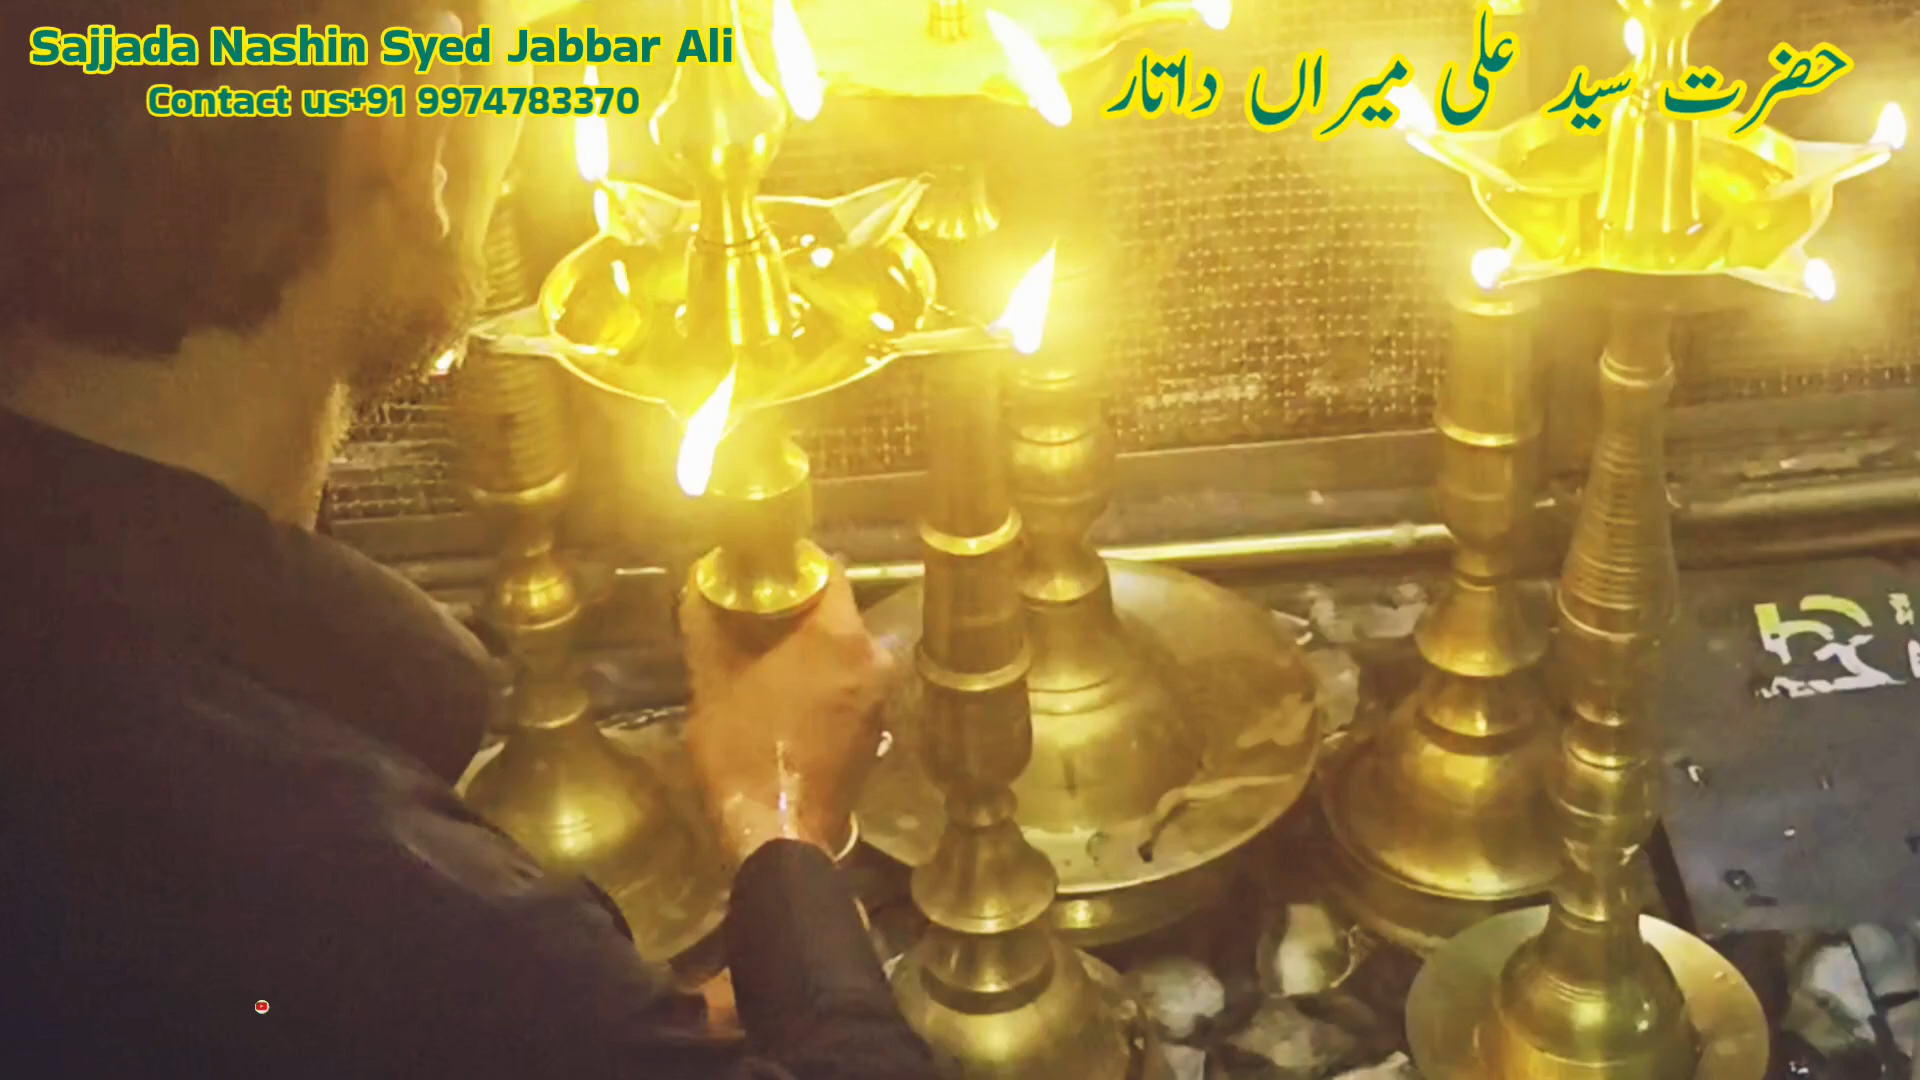 Sajjada Nashin Syed Jabbar Ali
Contact us+91 9974783370
حضرت سید علی میراں داتار